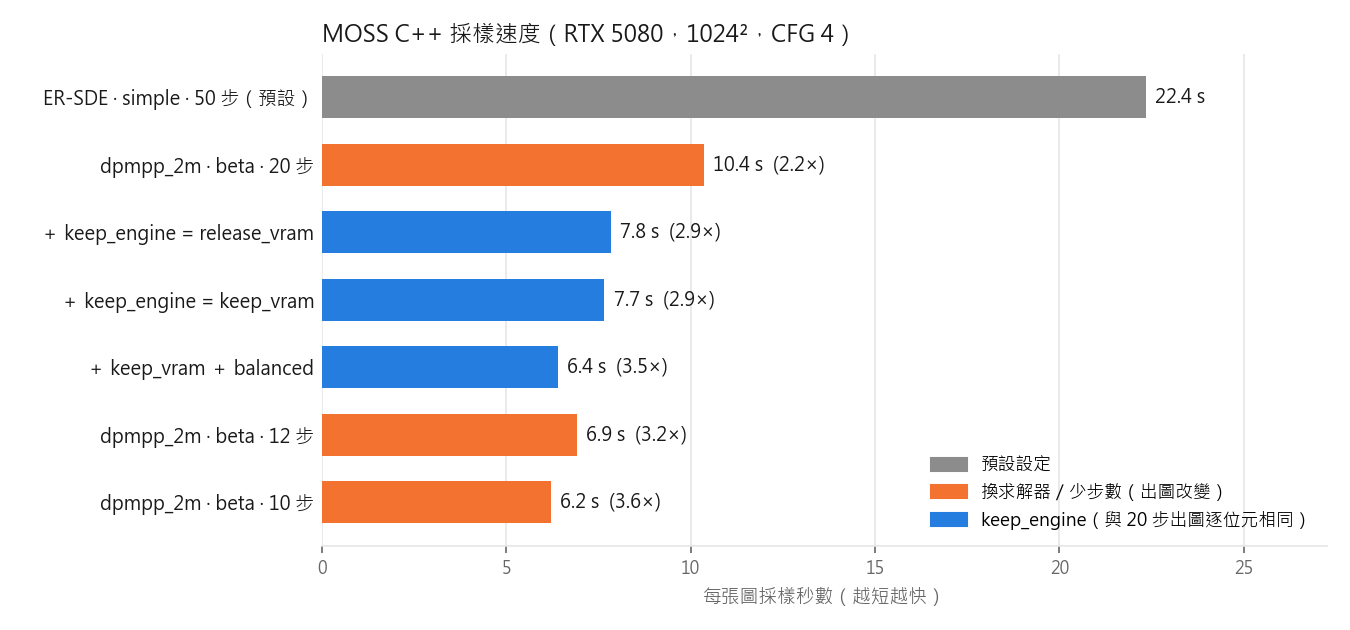 MOSS C++ 採樣速度（RTX 5080 · 1024² · CFG 4）
ER-SDE · simple · 50 步（預設） 22.4 s
dpmpp_2m · beta · 20 步 10.4 s (2.2×)
+ keep_engine = release_vram 7.8 s (2.9×)
+ keep_engine = keep_vram 7.7 s (2.9×)
+ keep_vram + balanced 6.4 s (3.5×)
dpmpp_2m · beta · 12 步 6.9 s (3.2×)
dpmpp_2m · beta · 10 步 6.2 s (3.6×)
預設設定
換求解器 / 少步數（出圖改變）
keep_engine（與 20 步出圖逐位元相同）
0 5 10 15 20 25
每張圖採樣秒數（越短越快）